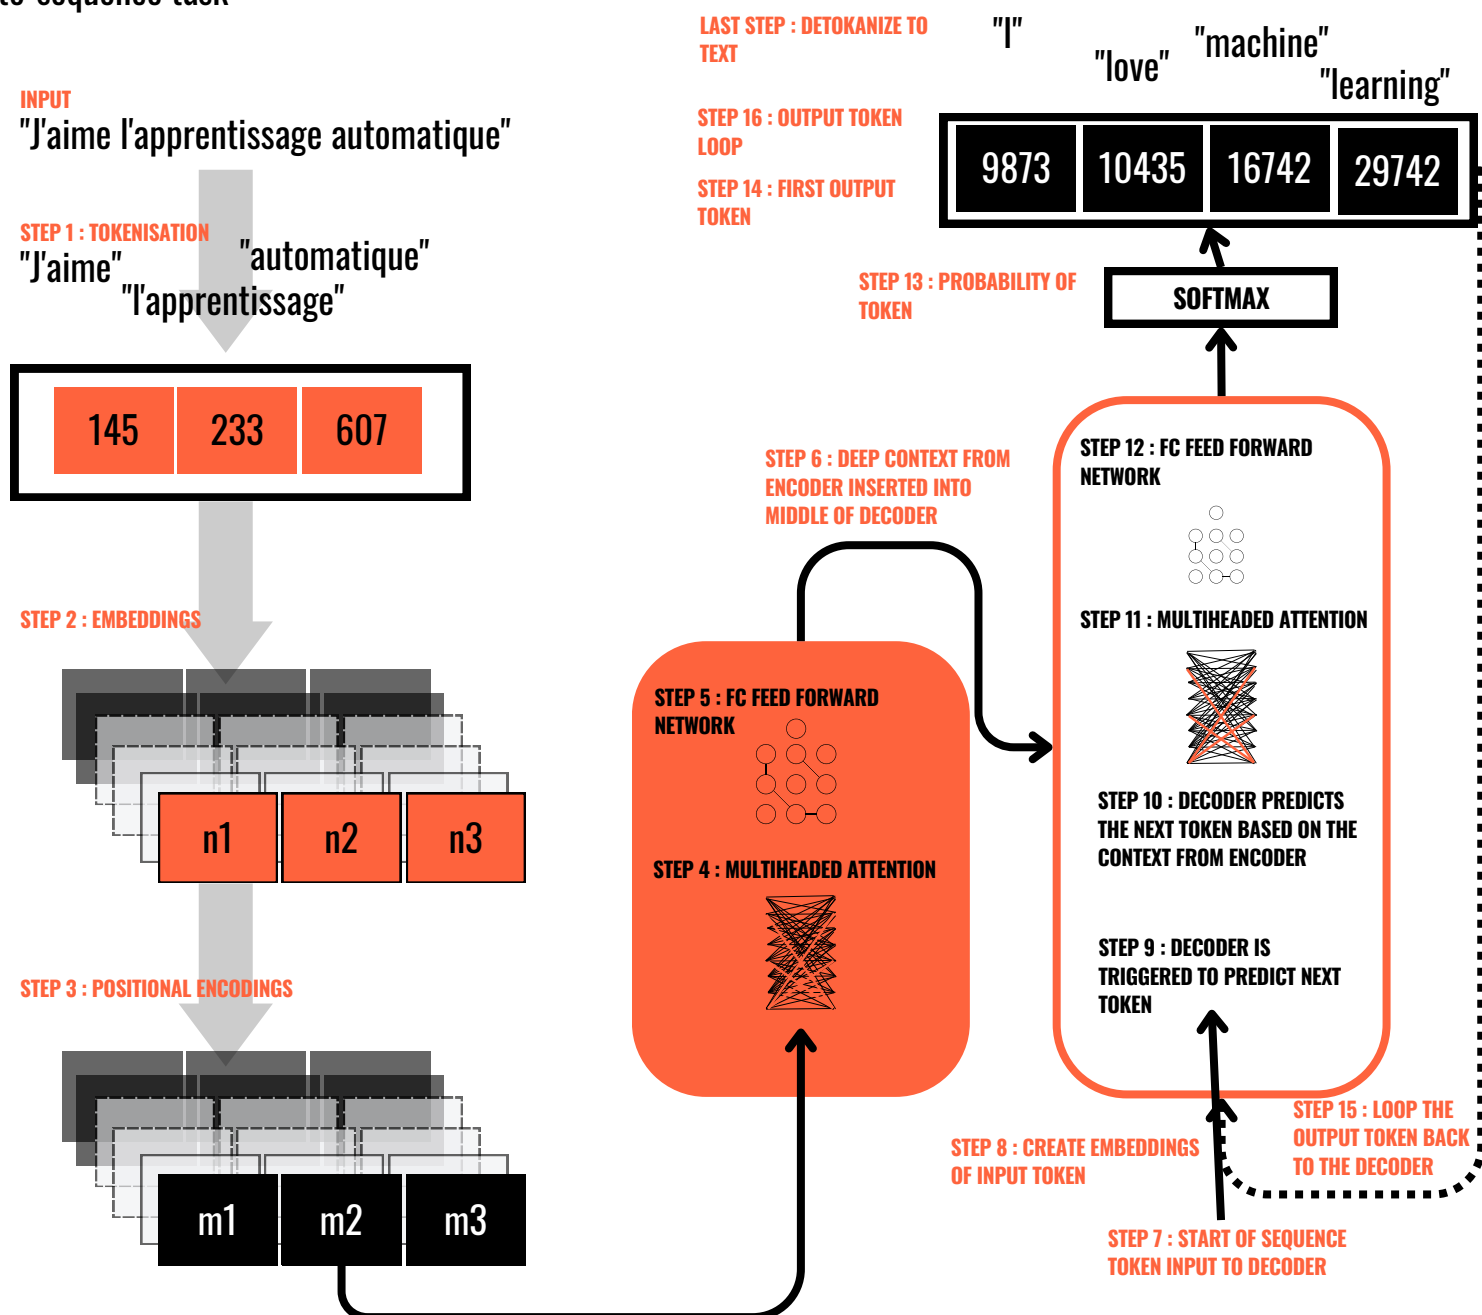 to-sequence task
INPUT
"J'aime l'apprentissage automatique"
STEP 1 : TOKENISATION
"J'aime"
"automatique"
"l'apprentissage"
145 233 607
STEP 2 : EMBEDDINGS
n1 n2 n3
STEP 3 : POSITIONAL ENCODINGS
m1 m2 m3
STEP 5 : FC FEED FORWARD
NETWORK
STEP 4 : MULTIHEADED ATTENTION
STEP 6 : DEEP CONTEXT FROM
ENCODER INSERTED INTO
MIDDLE OF DECODER
LAST STEP : DETOKANIZE TO
TEXT
"I"
"love"
"machine"
"learning"
STEP 16 : OUTPUT TOKEN
LOOP
STEP 14 : FIRST OUTPUT
TOKEN
9873 10435 16742 29742
STEP 13 : PROBABILITY OF
TOKEN
SOFTMAX
STEP 12 : FC FEED FORWARD
NETWORK
STEP 11 : MULTIHEADED ATTENTION
STEP 10 : DECODER PREDICTS
THE NEXT TOKEN BASED ON THE
CONTEXT FROM ENCODER
STEP 9 : DECODER IS
TRIGGERED TO PREDICT NEXT
TOKEN
STEP 8 : CREATE EMBEDDINGS
OF INPUT TOKEN
STEP 15 : LOOP THE
OUTPUT TOKEN BACK
TO THE DECODER
STEP 7 : START OF SEQUENCE
TOKEN INPUT TO DECODER